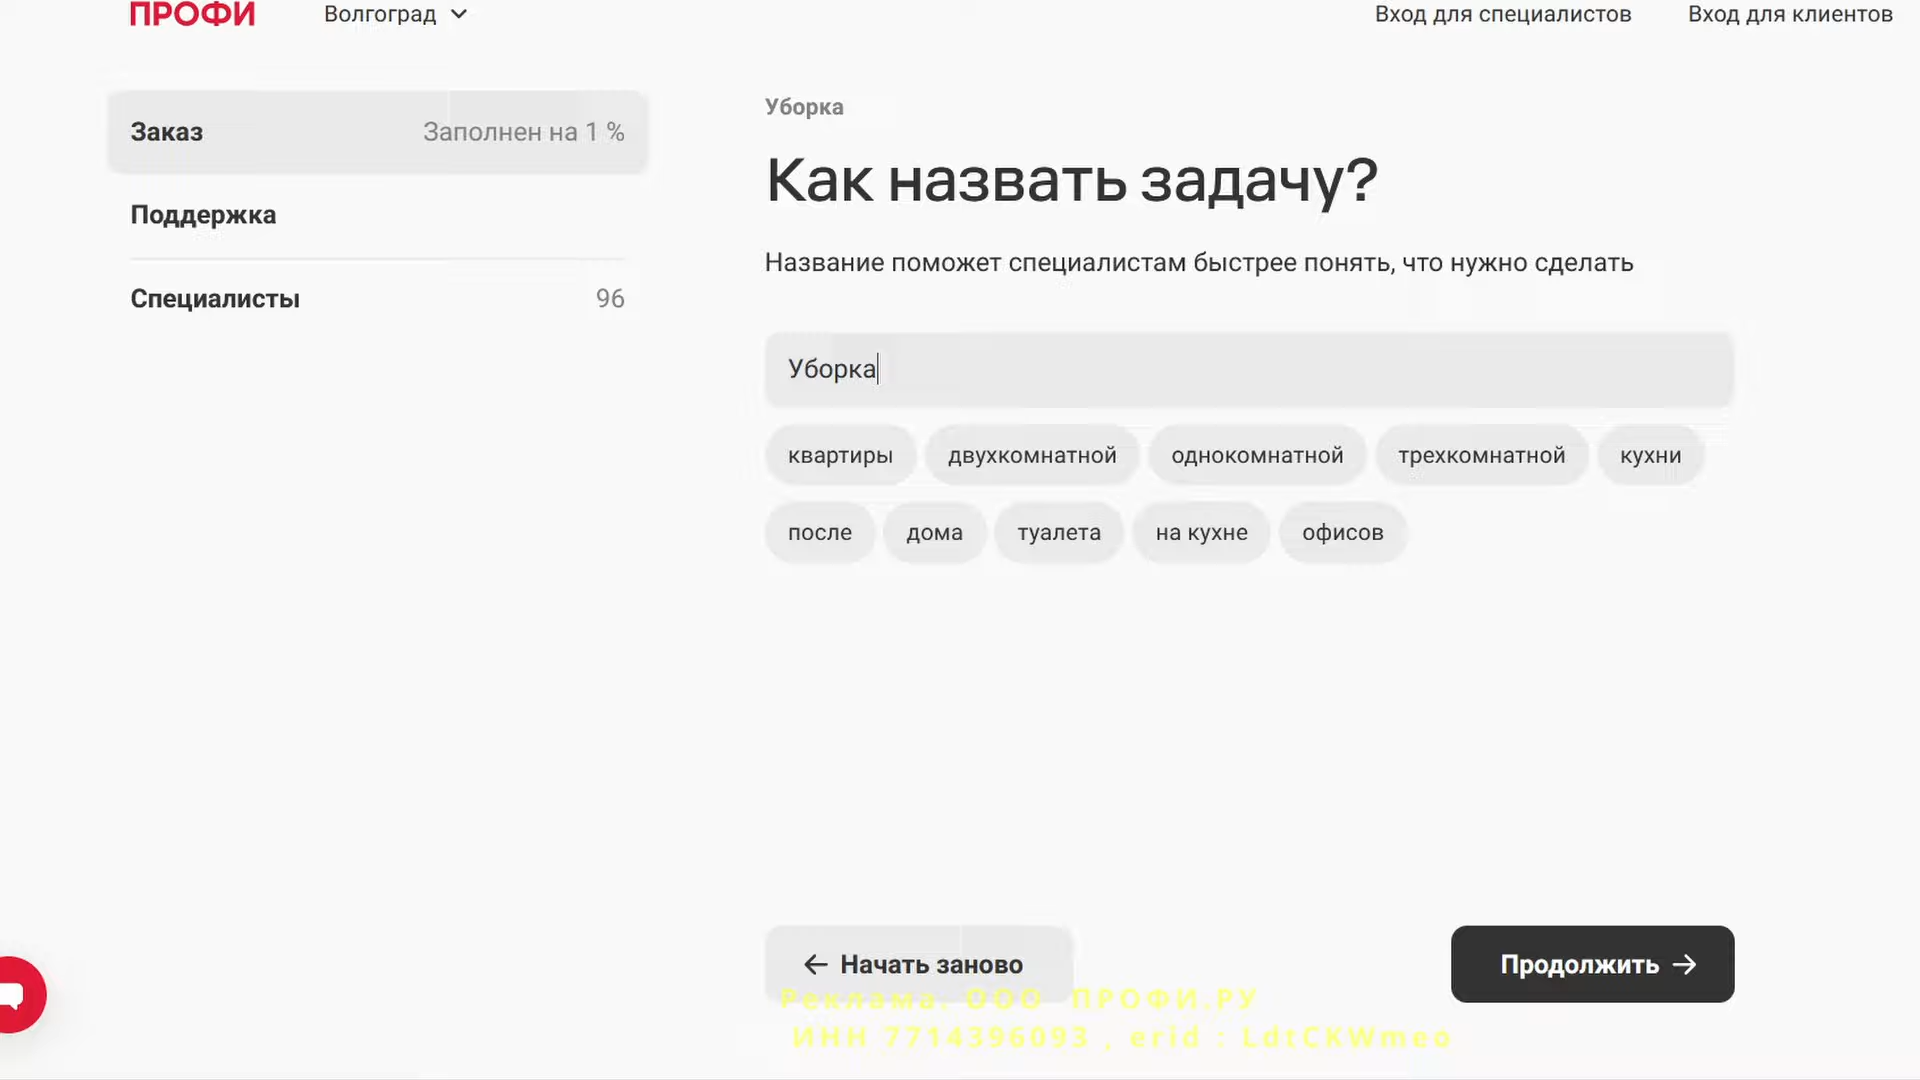 ПРОФИ Волгоград Вход для специалистов Вход для клиентов
Заказ Заполнен на 1 %
Поддержка
Специалисты 96
Уборка
Как назвать задачу?
Название поможет специалистам быстрее понять, что нужно сделать
Уборка
квартиры двухкомнатной однокомнатной трехкомнатной кухни
после дома туалета на кухне офисов
Начать заново Продолжить
Реклама. ООО ПРОФИ.РУ
ИНН 7714396093 , erid : LdtCKWmeo